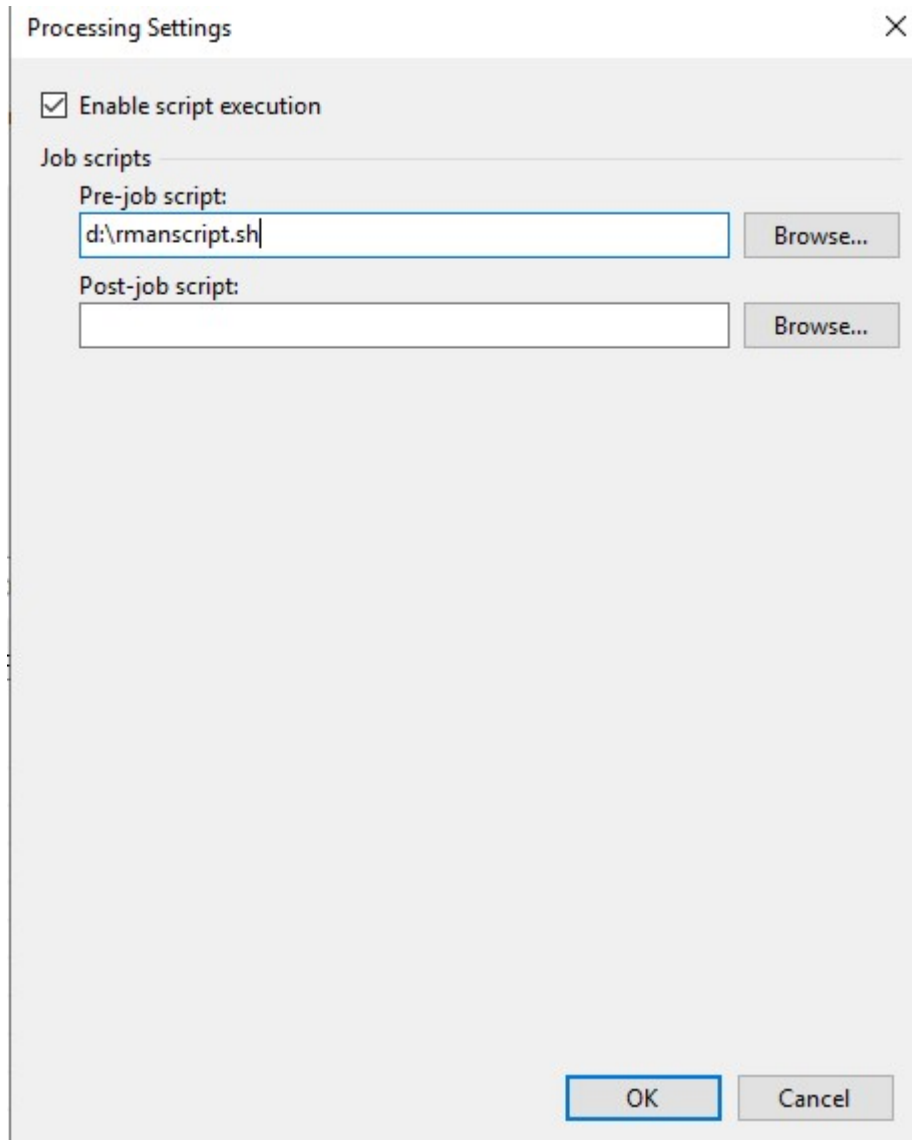 Processing Settings
Enable script execution
Job scripts
Pre-job script:
d:\rmanscript.sh
Browse...
Post-job script:
Browse...
OK
Cancel